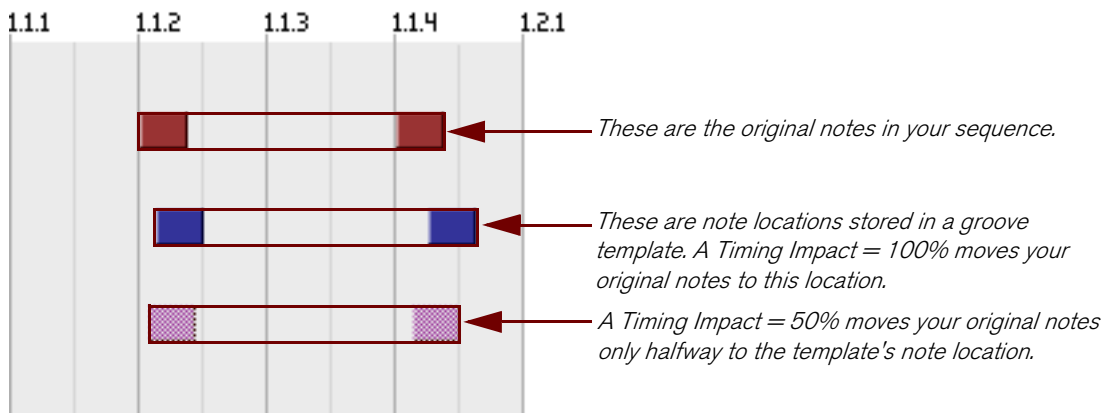 1.1.1 1.1.2 1.1.3 1.1.4 1.2.1
These are the original notes in your sequence.
These are note locations stored in a groove
template. A Timing Impact = 100% moves your
original notes to this location.
A Timing Impact = 50% moves your original notes
only halfway to the template's note location.